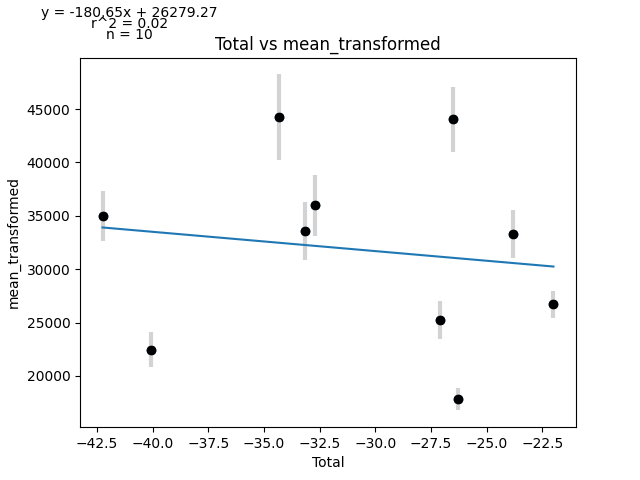 y = -180.65x + 26279.27
r^2 = 0.02
n = 10
Total vs mean_transformed
mean_transformed
45000
40000
35000
30000
25000
20000
−42.5 −40.0 −37.5 −35.0 −32.5 −30.0 −27.5 −25.0 −22.5
Total